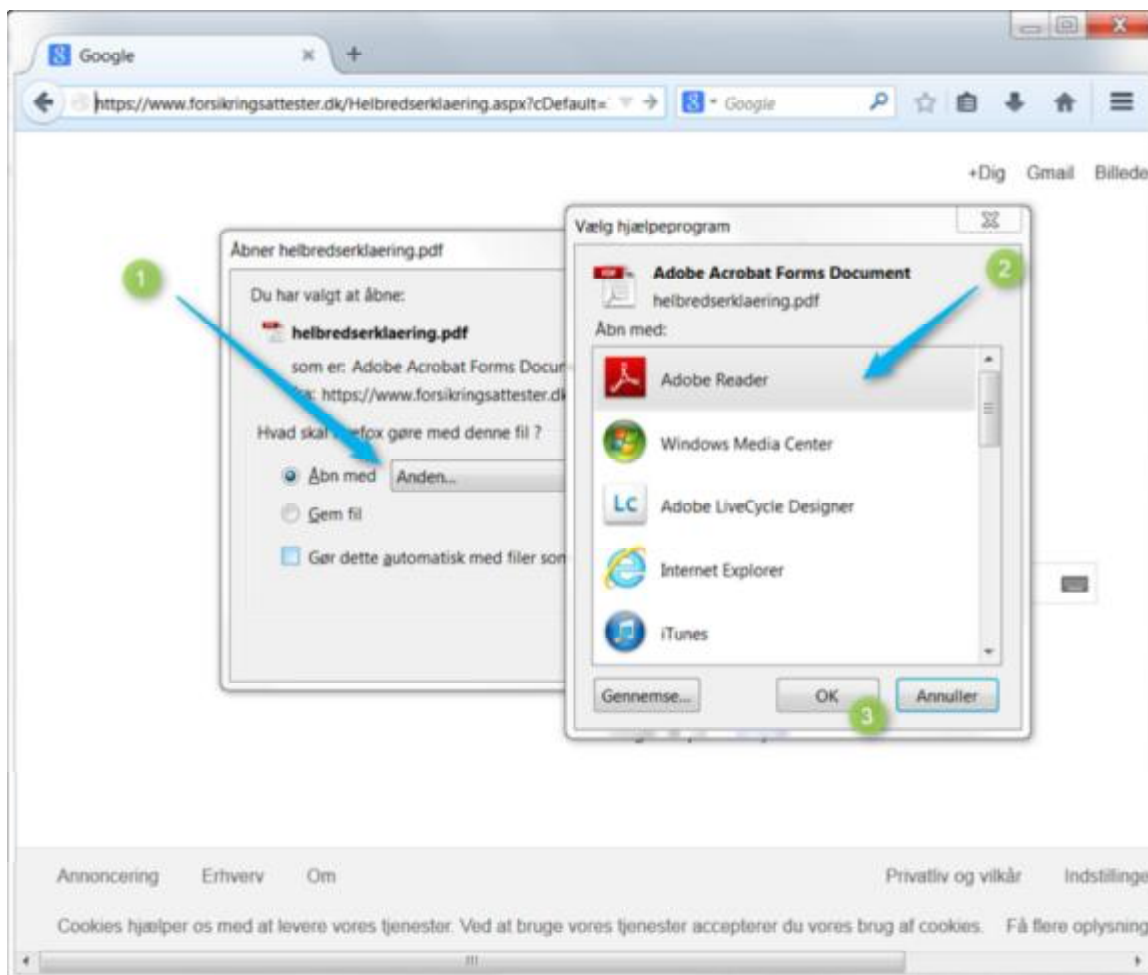 Google
https://www.forsikringsattester.dk/Helbredserklaering.aspx?cDefault=
Google
+Dig Gmail Billede
Åbner helbredserklaering.pdf
1
Du har valgt at åbne:
helbredserklaering.pdf
som er: Adobe Acrobat Forms Docu
https://www.forsikringsattester.dk
Hvad skal gøre med denne fil ?
Åbn med Anden...
Gem fil
Gør dette automatisk med filer som
Vælg hjælpeprogram
2
PDF
Adobe Acrobat Forms Document
helbredserklaering.pdf
Åbn med:
Adobe Reader
Windows Media Center
Lc Adobe LiveCycle Designer
Internet Explorer
iTunes
Gennemse... OK Annuller
3
Annoncering Erhverv Om Privatliv og vilkår Indstillinge
Cookies hjælper os med at levere vores tjenester. Ved at bruge vores tjenester accepterer du vores brug af cookies. Få flere oplysning